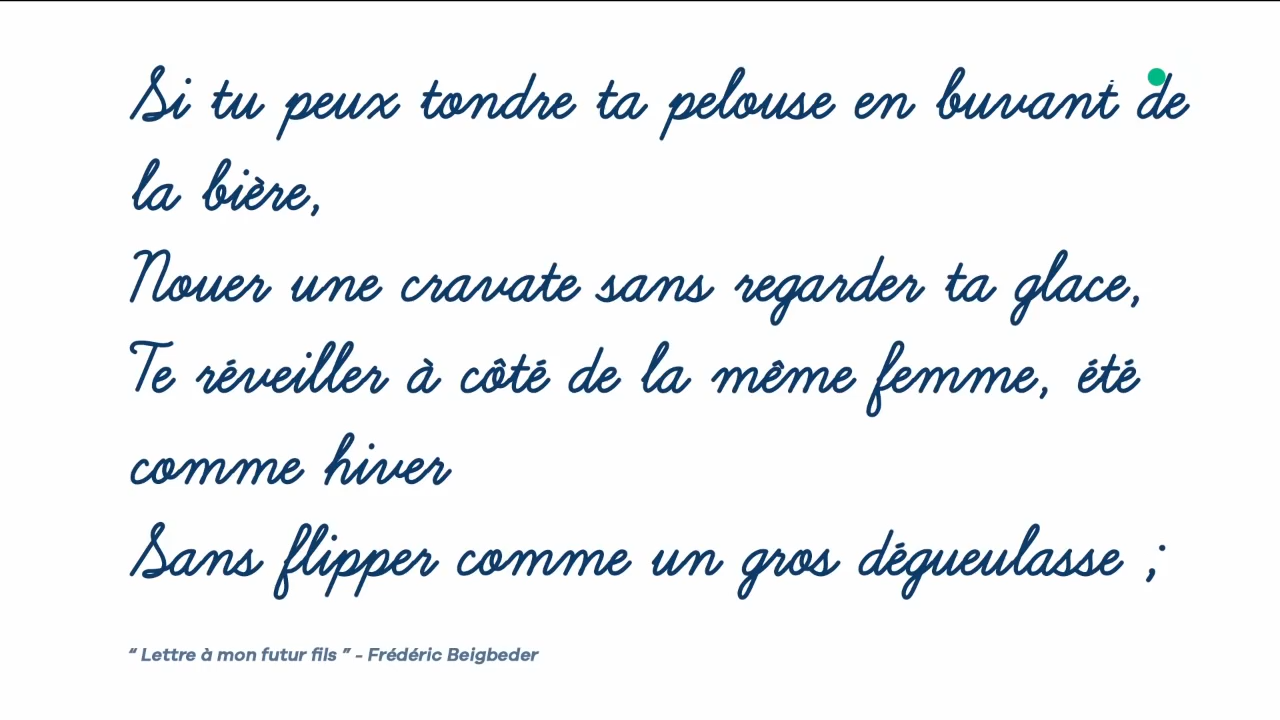 Si tu peux tondre ta pelouse en buvant de
la bière,
Nouer une cravate sans regarder ta glace,
Te réveiller à côté de la même femme, été
comme hiver
Sans flipper comme un gros dégueulasse ;
“ Lettre à mon futur fils ” - Frédéric Beigbeder